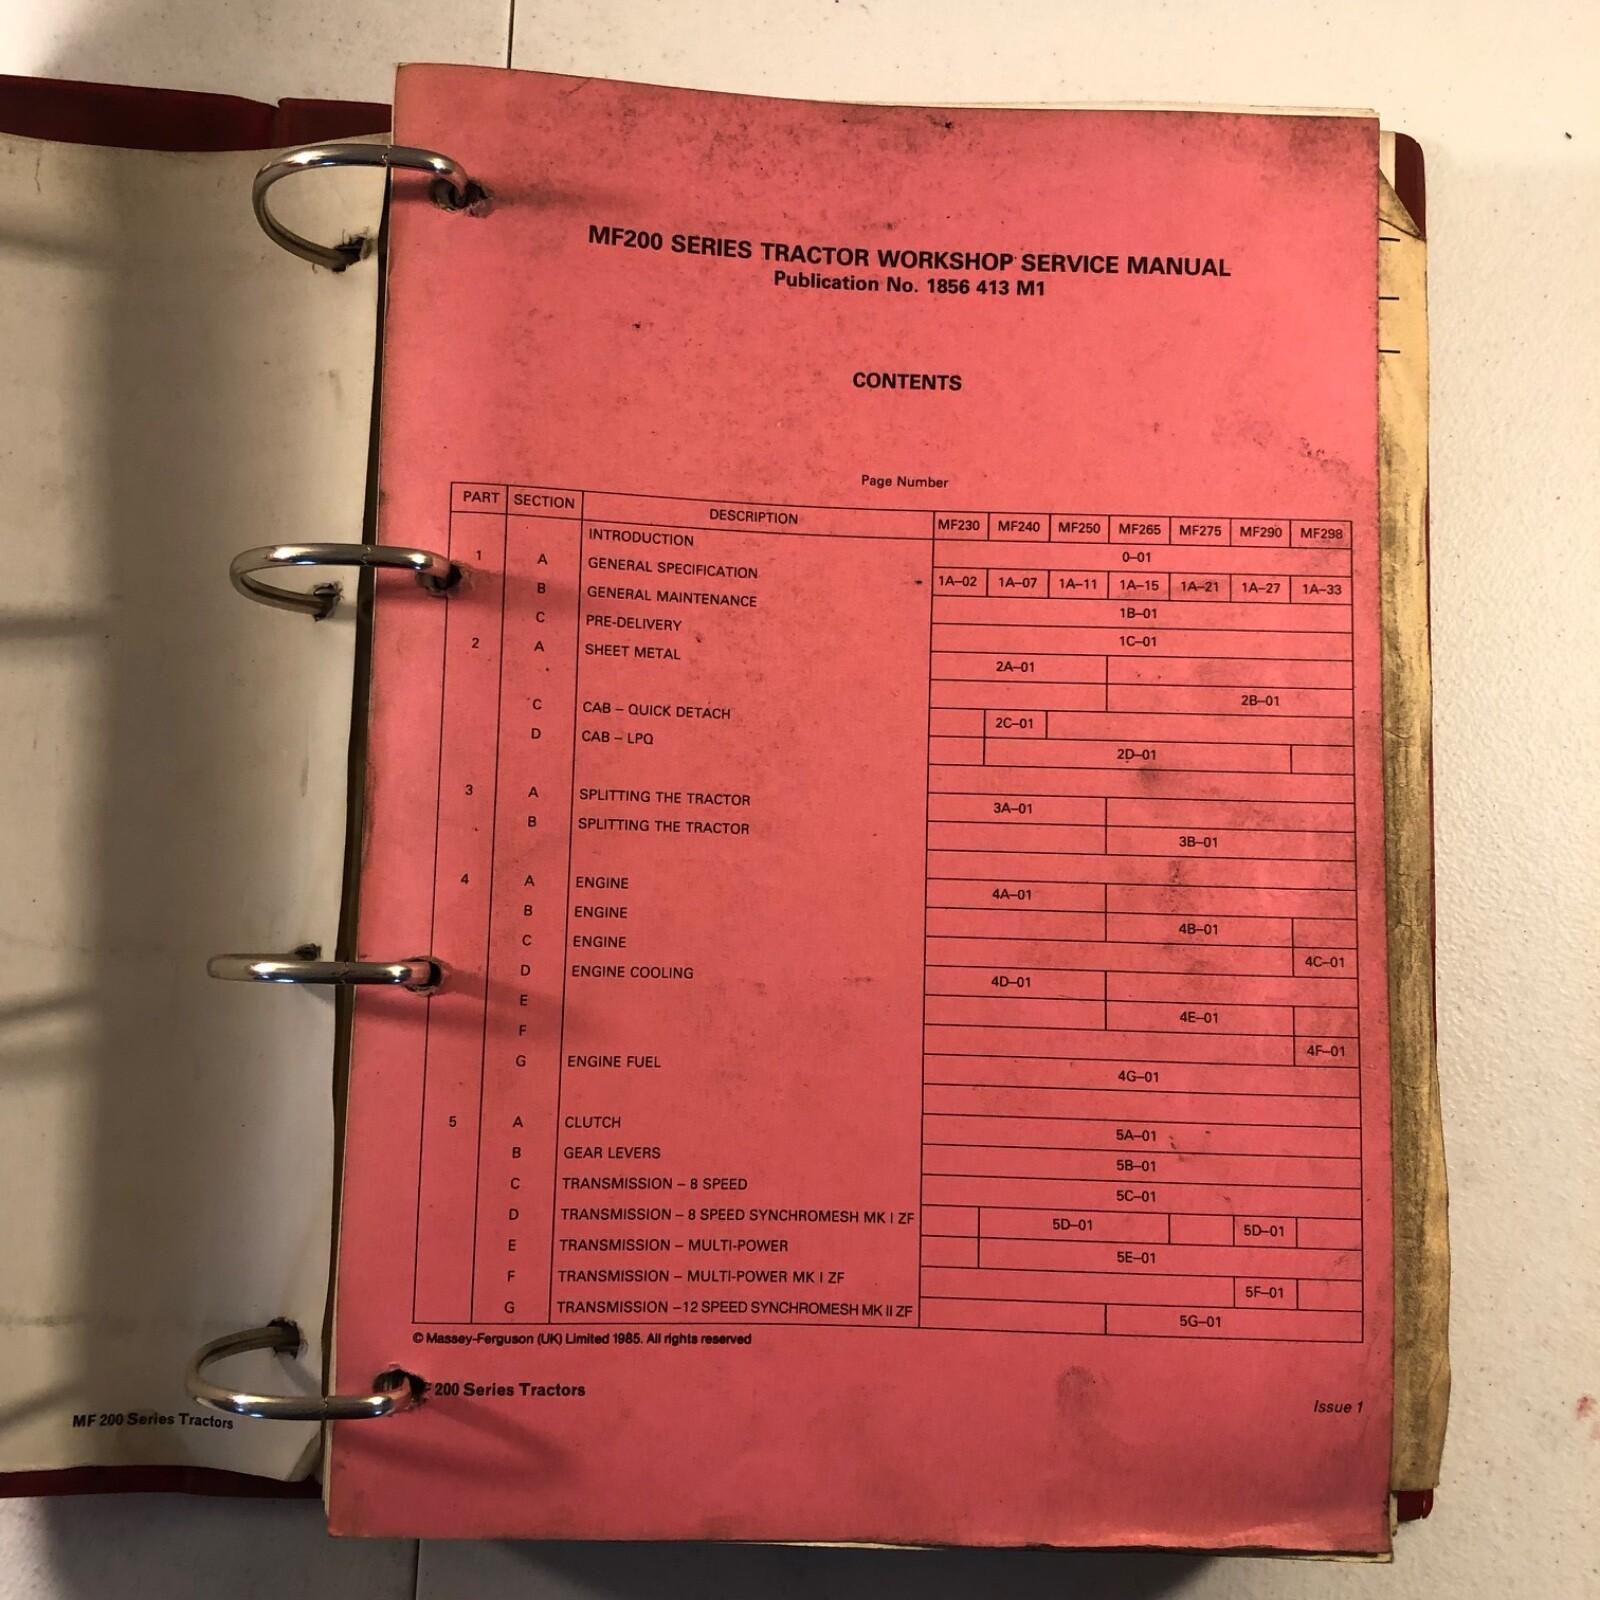 MF200 SERIES TRACTOR WORKSHOP SERVICE MANUAL
Publication No. 1856 413 M1
CONTENTS
Page Number
PART SECTION DESCRIPTION MF230 MF240 MF250 MF265 MF275 MF290 MF298
INTRODUCTION 0–01
1 A GENERAL SPECIFICATION 1A–02 1A–07 1A–11 1A–15 1A–21 1A–27 1A–33
B GENERAL MAINTENANCE 1B–01
C PRE-DELIVERY 1C–01
2 A SHEET METAL 2A–01
2B–01
C CAB – QUICK DETACH 2C–01
D CAB – LPQ 2D–01
3 A SPLITTING THE TRACTOR 3A–01
B SPLITTING THE TRACTOR 3B–01
4 A ENGINE 4A–01
B ENGINE 4B–01
C ENGINE 4C–01
D ENGINE COOLING 4D–01
E 4E–01
F 4F–01
G ENGINE FUEL 4G–01
5 A CLUTCH 5A–01
B GEAR LEVERS 5B–01
C TRANSMISSION – 8 SPEED 5C–01
D TRANSMISSION – 8 SPEED SYNCHROMESH MK I ZF 5D–01 5D–01
E TRANSMISSION – MULTI-POWER 5E–01
F TRANSMISSION – MULTI-POWER MK I ZF 5F–01
G TRANSMISSION –12 SPEED SYNCHROMESH MK II ZF 5G–01
© Massey-Ferguson (UK) Limited 1985. All rights reserved
F 200 Series Tractors
Issue 1
MF 200 Series Tractors